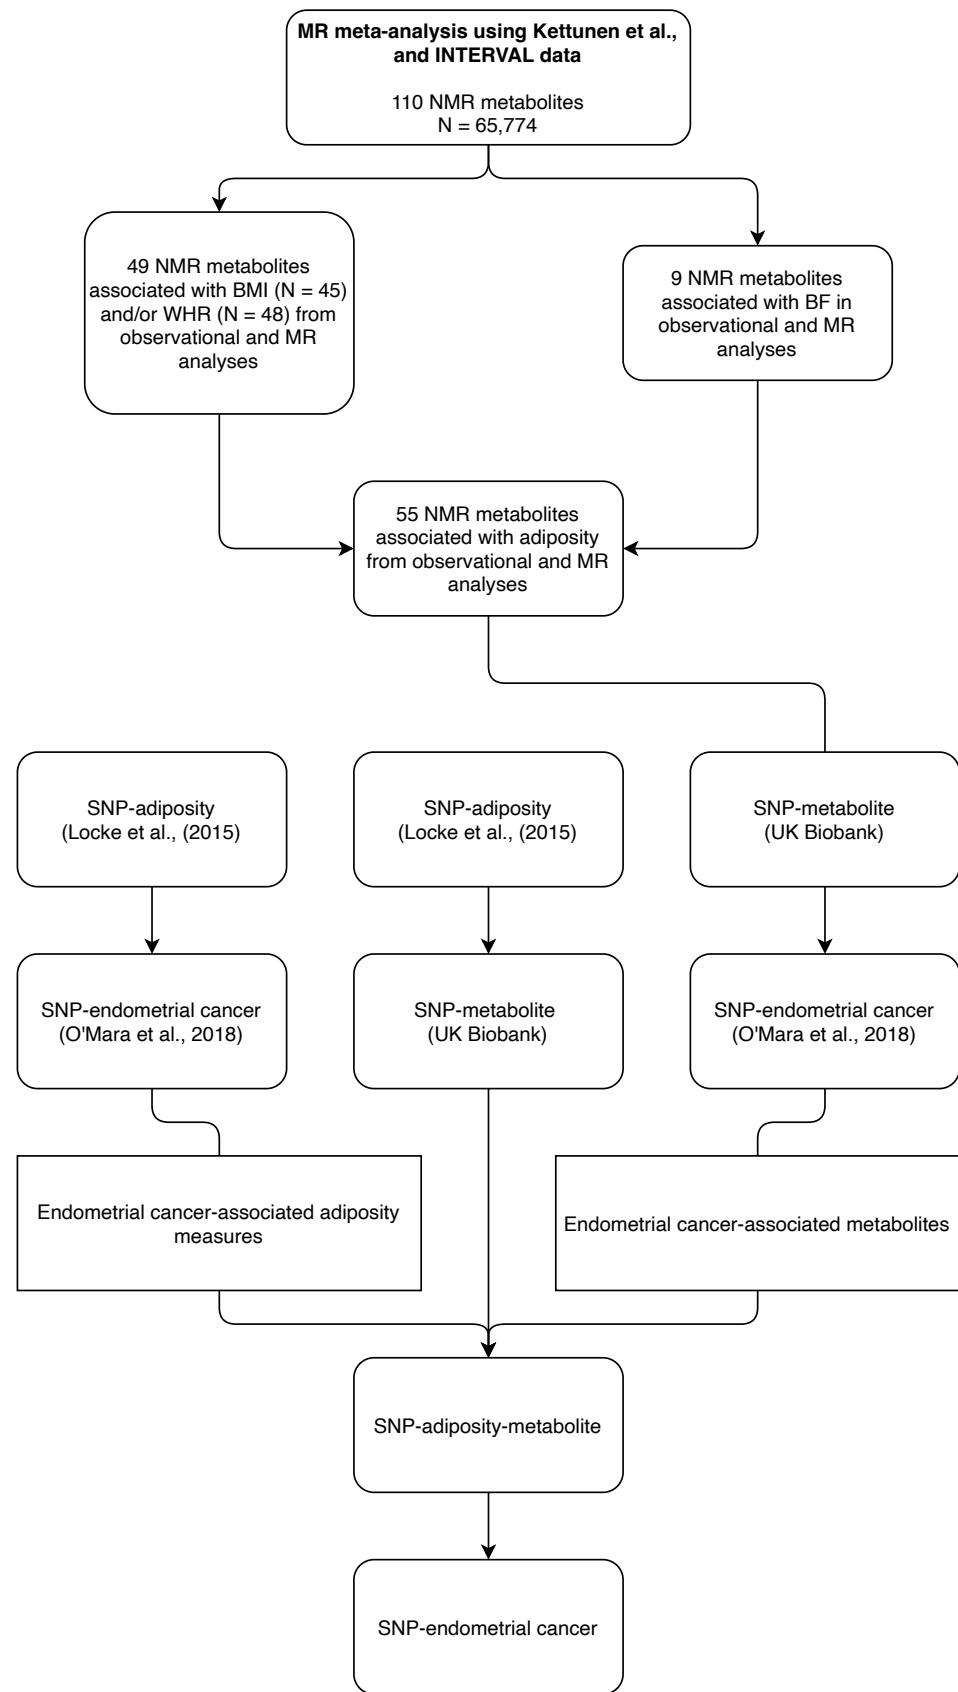 MR meta-analysis using Kettunen et al.,
and INTERVAL data
110 NMR metabolites
N = 65,774
49 NMR metabolites
associated with BMI (N = 45)
and/or WHR (N = 48) from
observational and MR
analyses
9 NMR metabolites
associated with BF in
observational and MR
analyses
55 NMR metabolites
associated with adiposity
from observational and MR
analyses
SNP-adiposity
(Locke et al., (2015)
SNP-adiposity
(Locke et al., (2015)
SNP-metabolite
(UK Biobank)
SNP-endometrial cancer
(O'Mara et al., 2018)
SNP-metabolite
(UK Biobank)
SNP-endometrial cancer
(O'Mara et al., 2018)
Endometrial cancer-associated adiposity
measures
Endometrial cancer-associated metabolites
SNP-adiposity-metabolite
SNP-endometrial cancer